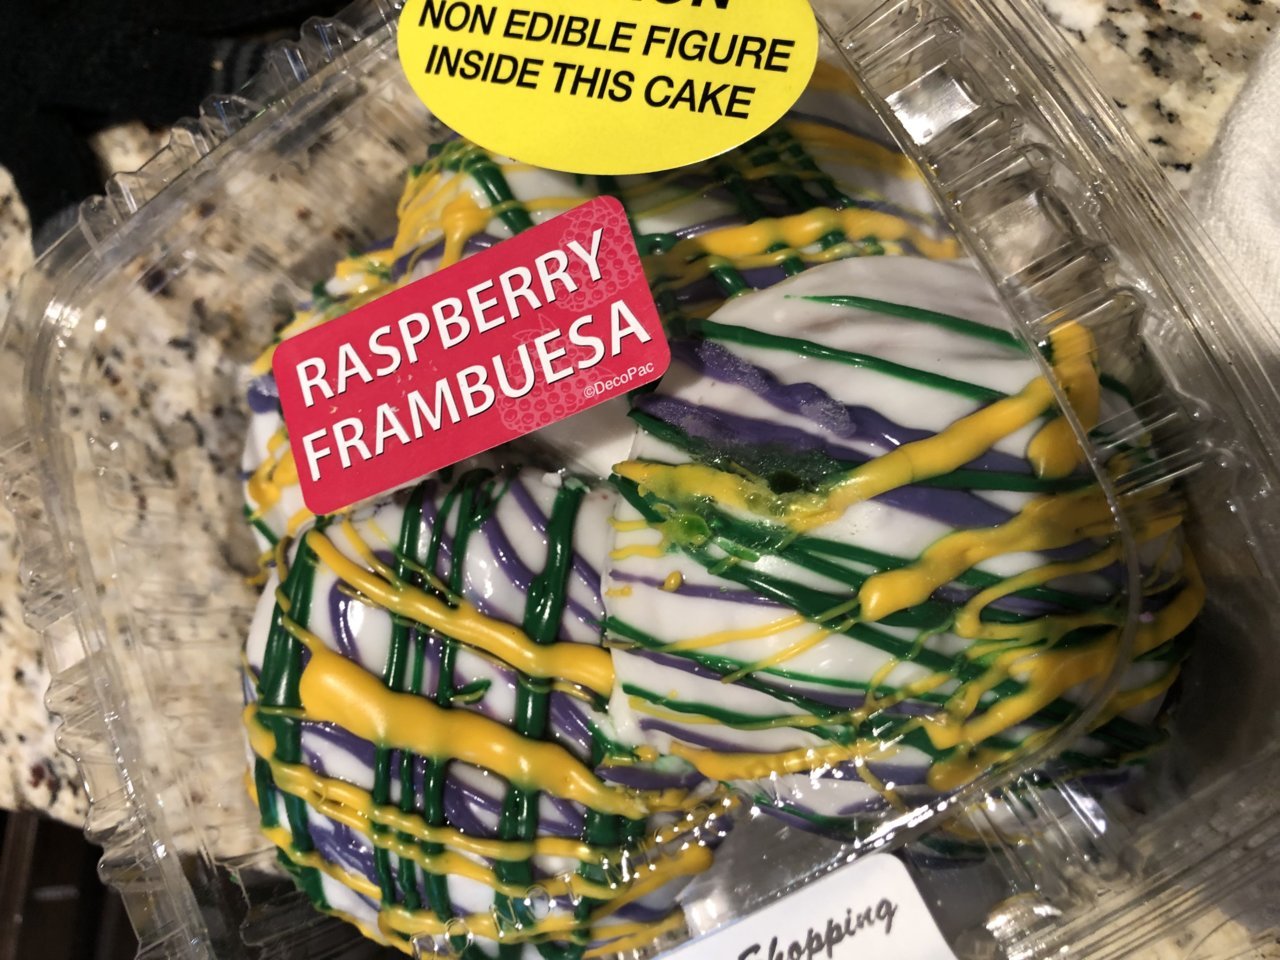 NON EDIBLE FIGURE
INSIDE THIS CAKE
RASPBERRY
FRAMBUESA
©DecoPac
Shopping